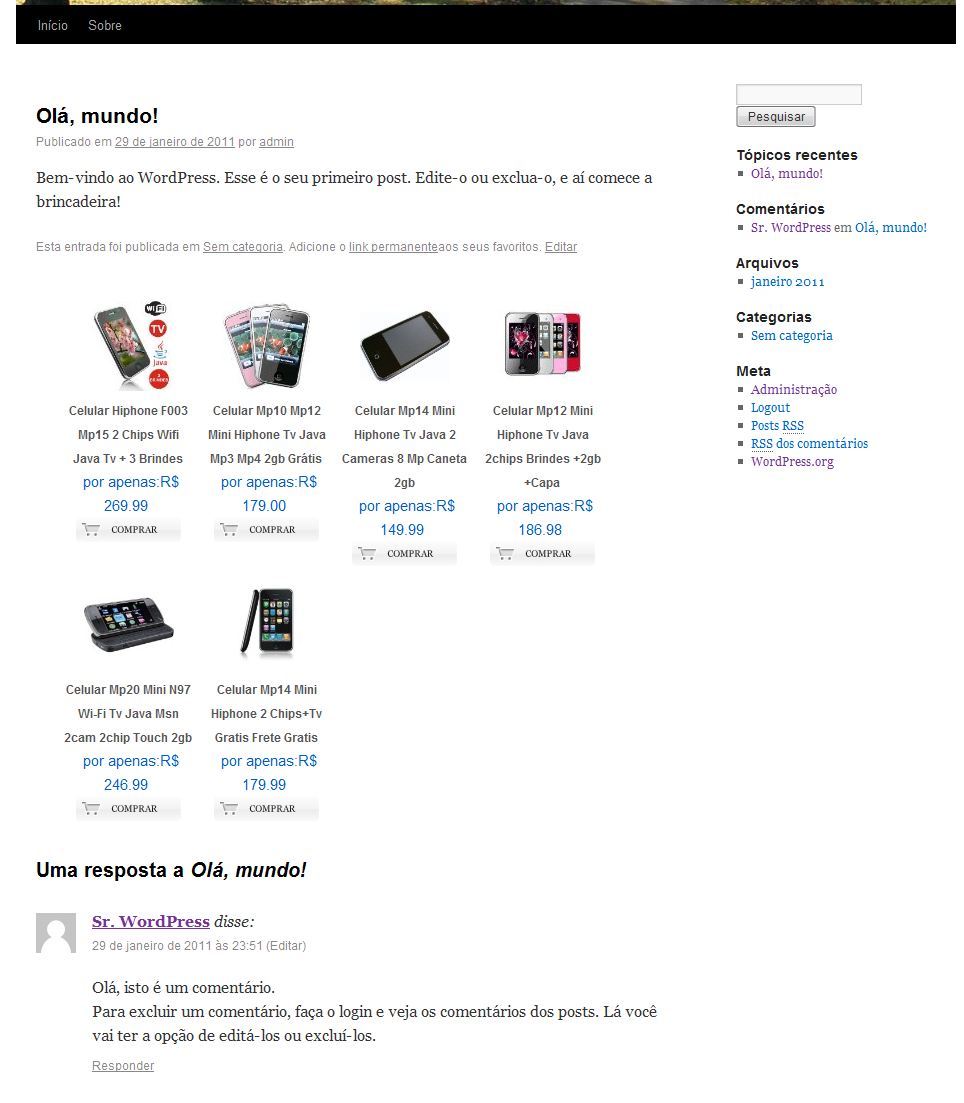 Início Sobre
Olá, mundo!
Publicado em 29 de janeiro de 2011 por admin
Bem-vindo ao WordPress. Esse é o seu primeiro post. Edite-o ou exclua-o, e aí comece a
brincadeira!
Esta entrada foi publicada em Sem categoria. Adicione o link permanenteaos seus favoritos. Editar
WiFi
TV
Java
Celular Hiphone F003
Mp15 2 Chips Wifi
Java Tv + 3 Brindes
por apenas:R$
269.99
COMPRAR
Celular Mp10 Mp12
Mini Hiphone Tv Java
Mp3 Mp4 2gb Grátis
por apenas:R$
179.00
COMPRAR
Celular Mp14 Mini
Hiphone Tv Java 2
Cameras 8 Mp Caneta
2gb
por apenas:R$
149.99
COMPRAR
Celular Mp12 Mini
Hiphone Tv Java
2chips Brindes +2gb
+Capa
por apenas:R$
186.98
COMPRAR
Celular Mp20 Mini N97
Wi-Fi Tv Java Msn
2cam 2chip Touch 2gb
por apenas:R$
246.99
COMPRAR
Celular Mp14 Mini
Hiphone 2 Chips+Tv
Gratis Frete Gratis
por apenas:R$
179.99
COMPRAR
Uma resposta a Olá, mundo!
Sr. WordPress disse:
29 de janeiro de 2011 às 23:51 (Editar)
Olá, isto é um comentário.
Para excluir um comentário, faça o login e veja os comentários dos posts. Lá você
vai ter a opção de editá-los ou excluí-los.
Responder
Pesquisar
Tópicos recentes
Olá, mundo!
Comentários
Sr. WordPress em Olá, mundo!
Arquivos
janeiro 2011
Categorias
Sem categoria
Meta
Administração
Logout
Posts RSS
RSS dos comentários
WordPress.org